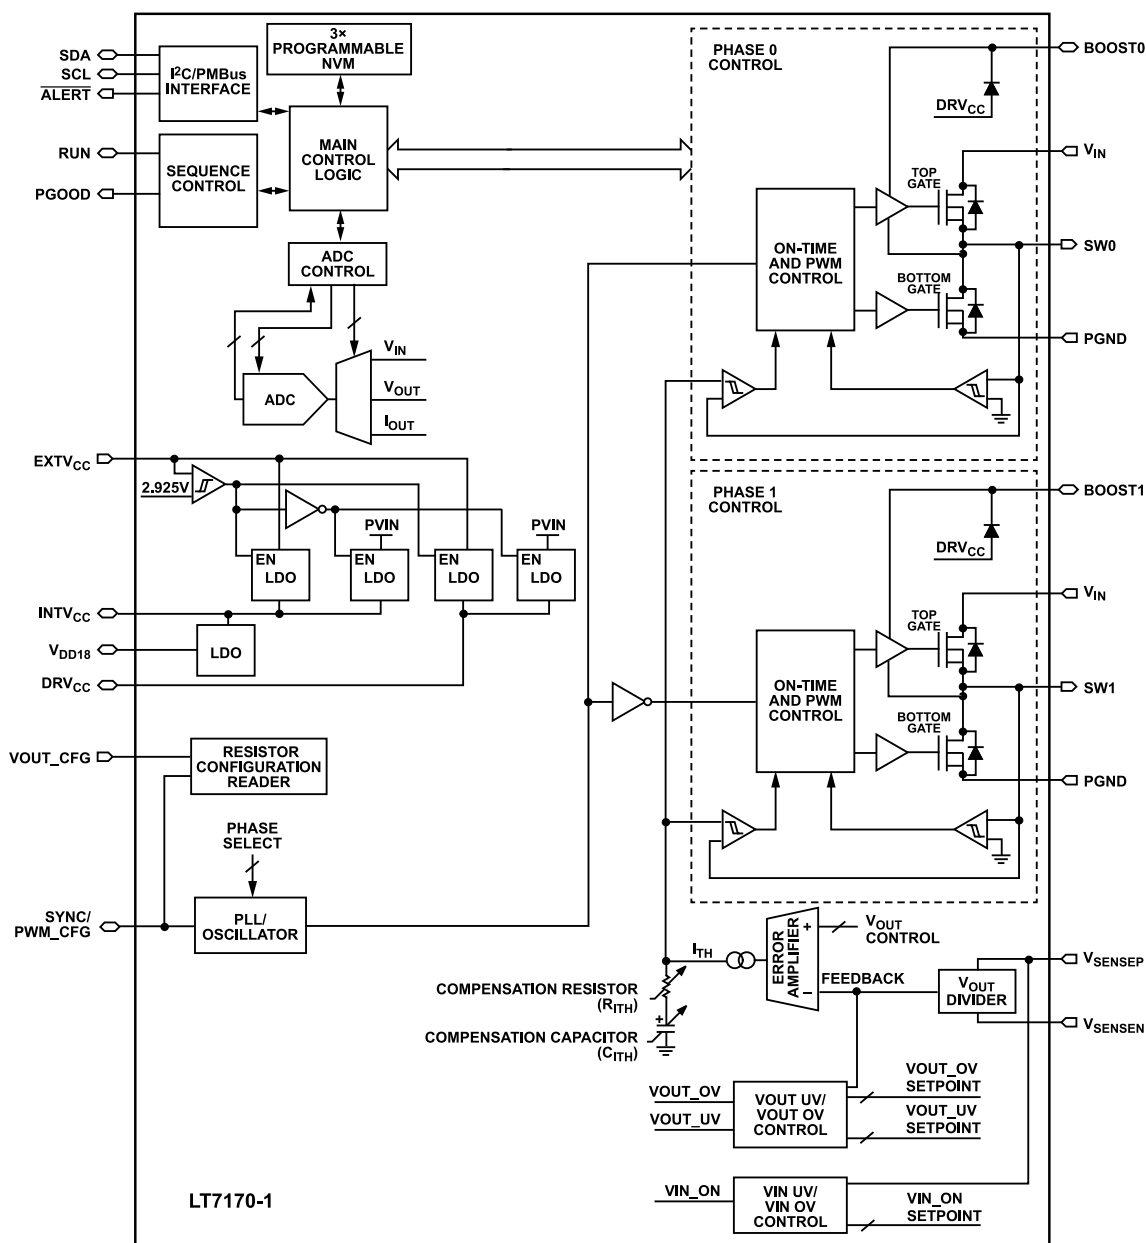 SDA
SCL
ALERT
I2C/PMBus
INTERFACE
3×
PROGRAMMABLE
NVM
RUN
PGOOD
SEQUENCE
CONTROL
MAIN
CONTROL
LOGIC
ADC
CONTROL
ADC
VIN
VOUT
IOUT
PHASE 0
CONTROL
BOOST0
DRVCC
VIN
TOP
GATE
ON-TIME
AND PWM
CONTROL
SW0
BOTTOM
GATE
PGND
EXTVCC
2.925V
PVIN
PVIN
EN
LDO
EN
LDO
EN
LDO
EN
LDO
INTVCC
VDD18
LDO
DRVCC
PHASE 1
CONTROL
BOOST1
DRVCC
VIN
TOP
GATE
ON-TIME
AND PWM
CONTROL
SW1
BOTTOM
GATE
PGND
VOUT_CFG
RESISTOR
CONFIGURATION
READER
PHASE
SELECT
SYNC/
PWM_CFG
PLL/
OSCILLATOR
ITH
ERROR
AMPLIFIER
+
−
VOUT
CONTROL
FEEDBACK
VOUT
DIVIDER
VSENSEP
VSENSEN
COMPENSATION RESISTOR
(RITH)
+
COMPENSATION CAPACITOR
(CITH)
VOUT_OV
VOUT_UV
VOUT UV/
VOUT OV
CONTROL
VOUT_OV
SETPOINT
VOUT_UV
SETPOINT
VIN_ON
VIN UV/
VIN OV
CONTROL
VIN_ON
SETPOINT
LT7170-1